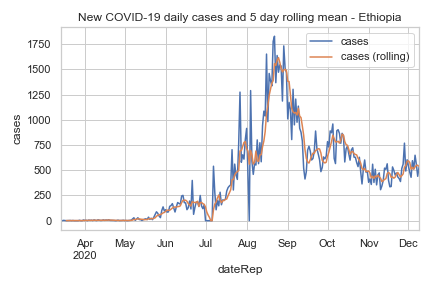 New COVID-19 daily cases and 5 day rolling mean - Ethiopia
cases
cases (rolling)
1750
1500
1250
1000
750
500
250
0
cases
Apr
2020
May
Jun
Jul
Aug
Sep
Oct
Nov
Dec
dateRep